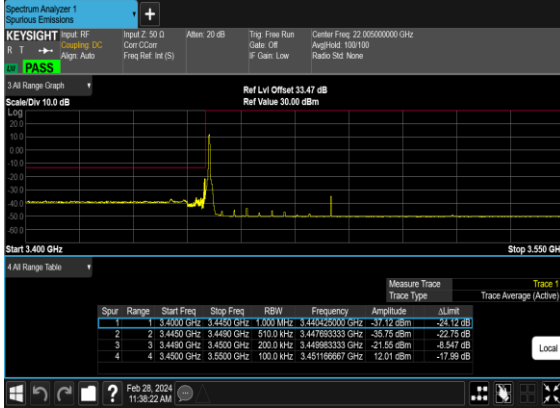 Spectrum Analyzer 1
Spurious Emissions
+
KEYSIGHT Input: RF Input Z: 50 Ω Atten: 20 dB Trig: Free Run Center Freq: 22.005000000 GHz
R T Coupling: DC Corr CCorr Gate: Off Avg|Hold: 100/100
Align: Auto Freq Ref: Int (S) IF Gain: Low Radio Std: None
LXI PASS
3 All Range Graph Ref Lvl Offset 33.47 dB
Scale/Div 10.0 dB Ref Value 30.00 dBm
Log
20.0
10.0
0.00
-10.0
-20.0
-30.0
-40.0
-50.0
-60.0
Start 3.400 GHz Stop 3.550 GH
4 All Range Table
Measure Trace Trace 1
Trace Type Trace Average (Active)
Spur Range Start Freq Stop Freq RBW Frequency Amplitude ΔLimit
1 1 3.4000 GHz 3.4450 GHz 1.000 MHz 3.440425000 GHz -37.12 dBm -24.12 dB
2 2 3.4450 GHz 3.4490 GHz 510.0 kHz 3.447693333 GHz -35.75 dBm -22.75 dB
3 3 3.4490 GHz 3.4500 GHz 200.0 kHz 3.449983333 GHz -21.55 dBm -8.547 dB
4 4 3.4500 GHz 3.5500 GHz 100.0 kHz 3.451166667 GHz 12.01 dBm -17.99 dB
Local
? Feb 28, 2024
11:38:22 AM